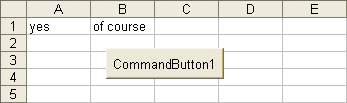 A B C D E
1 yes of course
2
3 CommandButton1
4
5